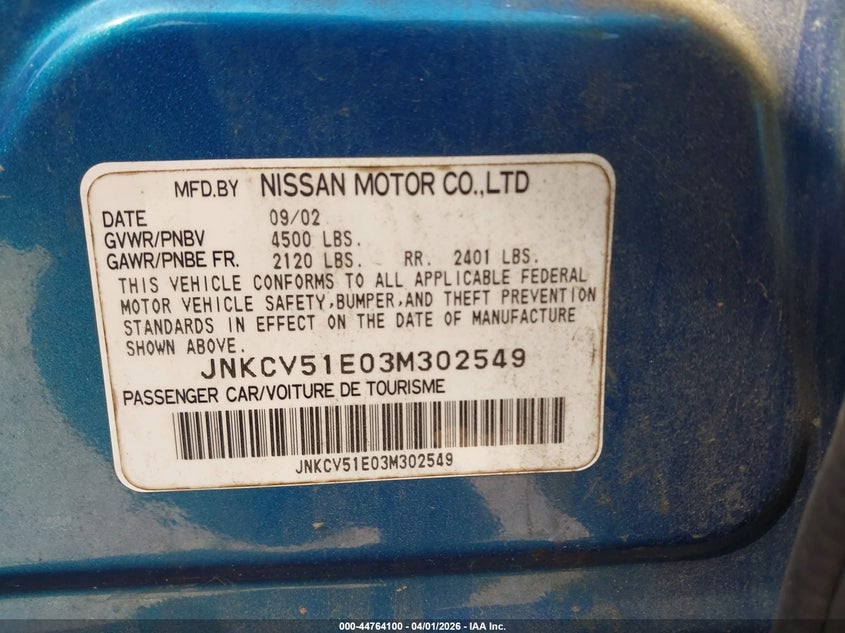 MFD.BY NISSAN MOTOR CO.,LTD
DATE 09/02
GVWR/PNBV 4500 LBS.
GAWR/PNBE FR. 2120 LBS. RR. 2401 LBS.
THIS VEHICLE CONFORMS TO ALL APPLICABLE FEDERAL
MOTOR VEHICLE SAFETY,BUMPER,AND THEFT PREVENTION
STANDARDS IN EFFECT ON THE DATE OF MANUFACTURE
SHOWN ABOVE.
JNKCV51E03M302549
PASSENGER CAR/VOITURE DE TOURISME
JNKCV51E03M302549
000-44764100 - 04/01/2026 - IAA Inc.